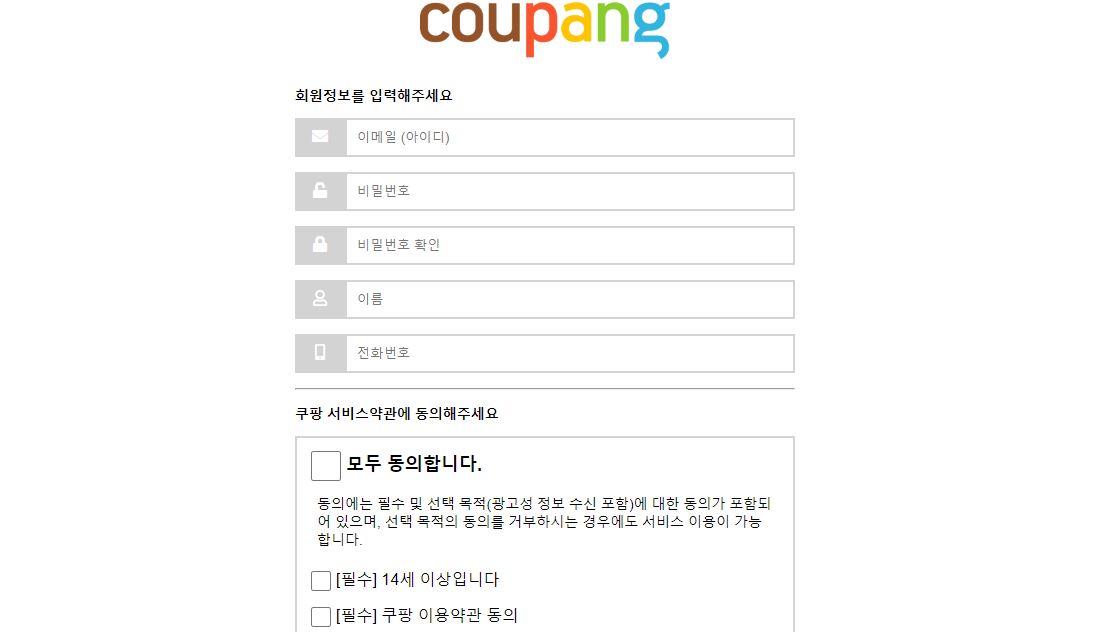 coupang
회원정보를 입력해주세요
이메일 (아이디)
비밀번호
비밀번호 확인
이름
전화번호
쿠팡 서비스약관에 동의해주세요
모두 동의합니다.
동의에는 필수 및 선택 목적(광고성 정보 수신 포함)에 대한 동의가 포함되
어 있으며, 선택 목적의 동의를 거부하시는 경우에도 서비스 이용이 가능
합니다.
[필수] 14세 이상입니다
[필수] 쿠팡 이용약관 동의